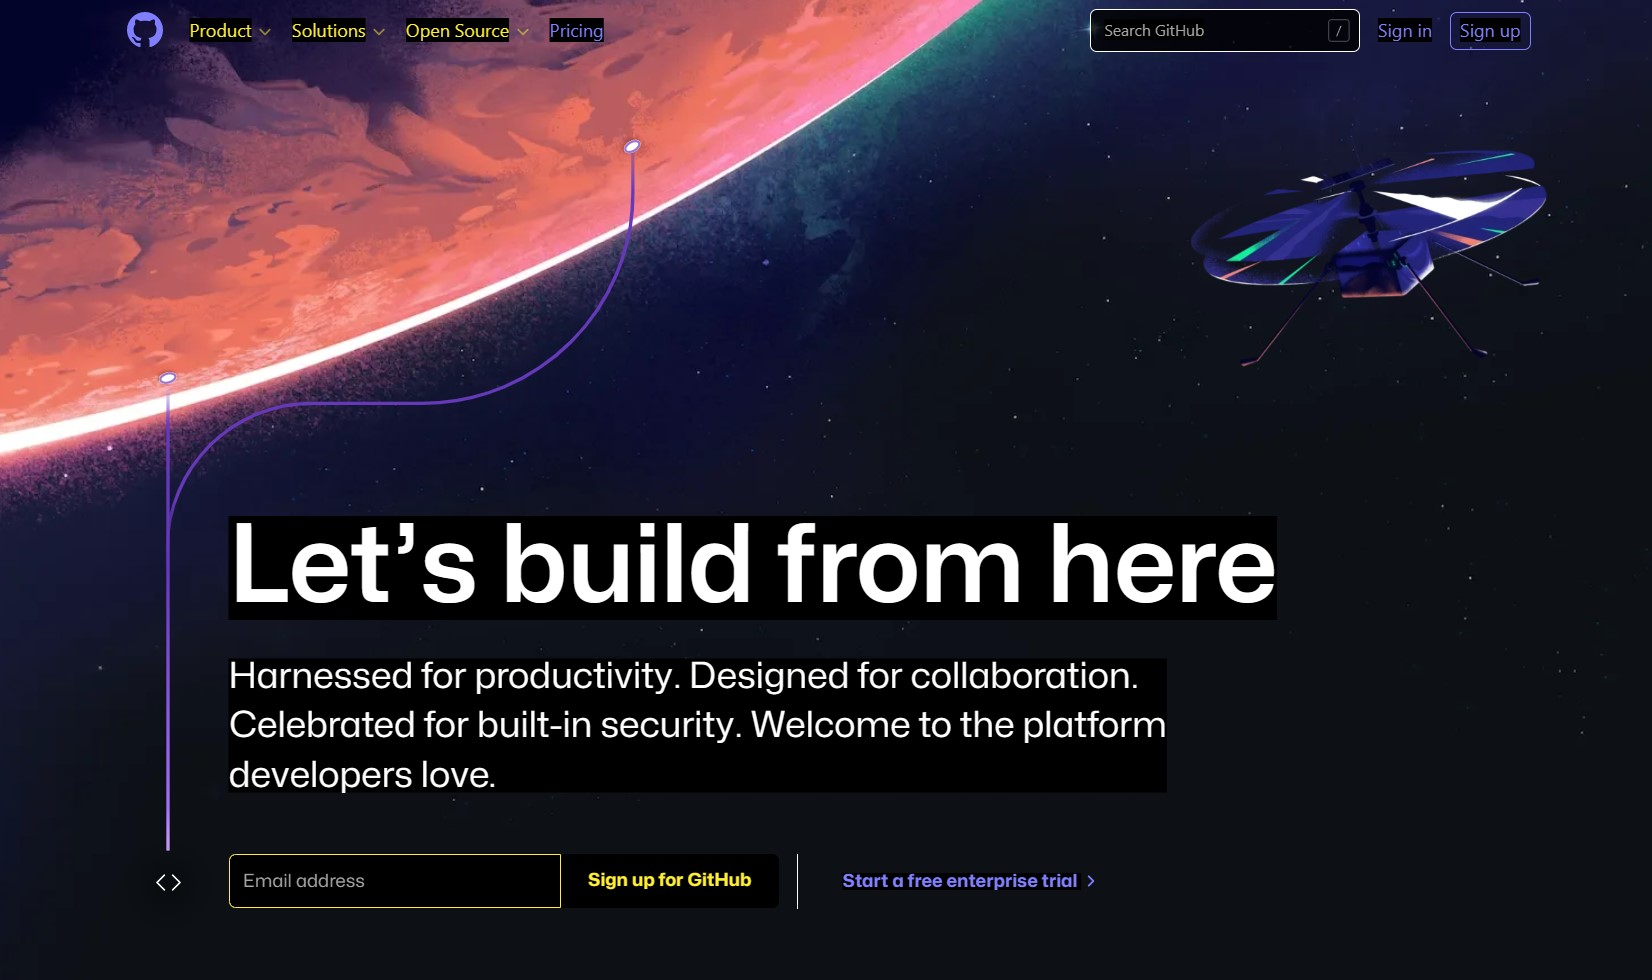 Product
Solutions
Open Source
Pricing
Search GitHub
/
Sign in
Sign up
Let’s build from here
Harnessed for productivity. Designed for collaboration.
Celebrated for built-in security. Welcome to the platform
developers love.
Email address
Sign up for GitHub
Start a free enterprise trial